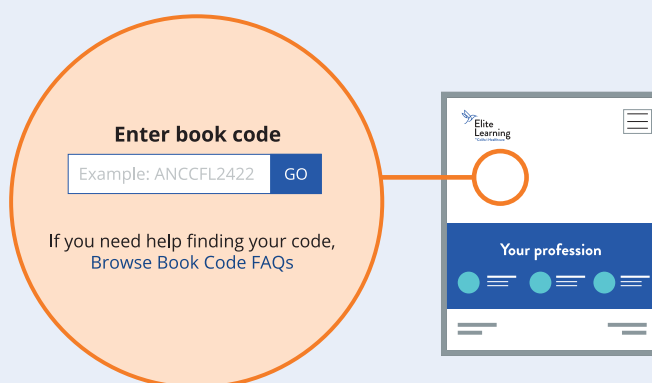 Enter book code
Example: ANCCFL2422 GO
If you need help finding your code,
Browse Book Code FAQs
Elite
Learning
Your profession